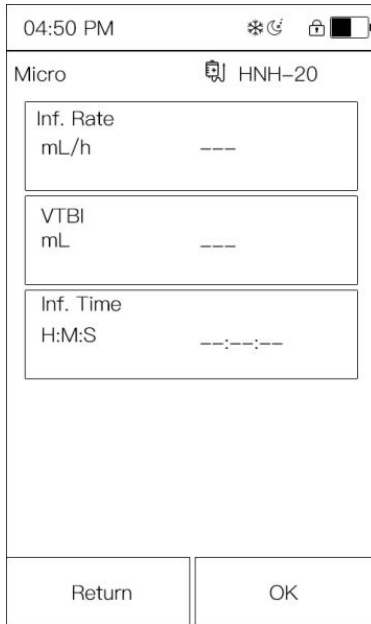 04:50 PM
Micro HNH-20
Inf. Rate
mL/h ---
VTBI
mL ---
Inf. Time
H:M:S --:--:--
Return OK